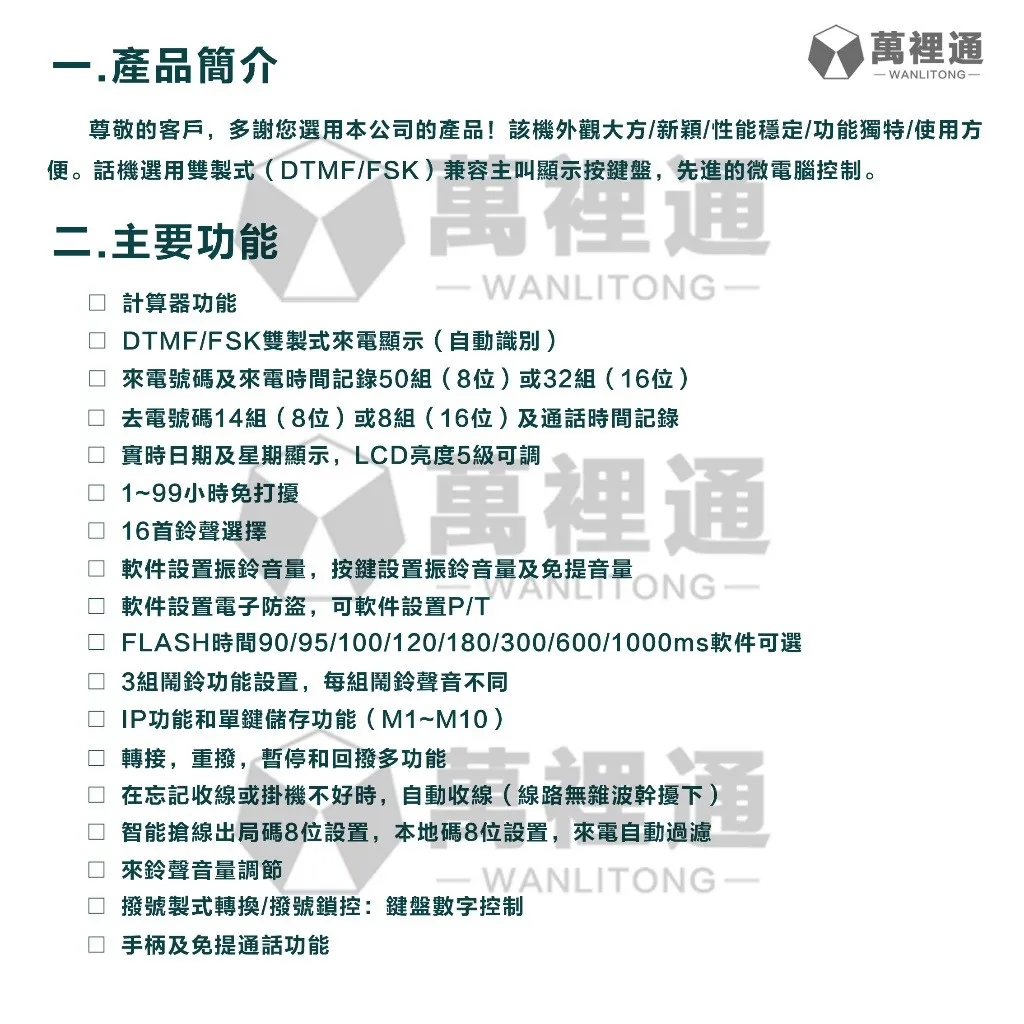 一.產品簡介
萬裡通
WANLITONG
尊敬的客戶，多謝您選用本公司的產品！該機外觀大方/新穎/性能穩定/功能獨特/使用方
便。話機選用雙製式（DTMF/FSK）兼容主叫顯示按鍵盤，先進的微電腦控制。
萬裡通
WANLITONG
二.主要功能
□ 計算器功能
□ DTMF/FSK雙製式來電顯示（自動識別）
□ 來電號碼及來電時間記錄50組（8位）或32組（16位）
□ 去電號碼14組（8位）或8組（16位）及通話時間記錄
□ 實時日期及星期顯示，LCD亮度5級可調
□ 1~99小時免打擾
□ 16首鈴聲選擇
萬裡通
WANLITONG
□ 軟件設置振鈴音量，按鍵設置振鈴音量及免提音量
□ 軟件設置電子防盜，可軟件設置P/T
□ FLASH時間90/95/100/120/180/300/600/1000ms軟件可選
□ 3組鬧鈴功能設置，每組鬧鈴聲音不同
□ IP功能和單鍵儲存功能（M1~M10）
□ 轉接，重撥，暫停和回撥多功能
□ 在忘記收線或掛機不好時，自動收線（線路無雜波幹擾下）
□ 智能搶線出局碼8位設置，本地碼8位設置，來電自動過濾
萬裡通
WANLITONG
□ 來鈴聲音量調節
□ 撥號製式轉換/撥號鎖控：鍵盤數字控制
□ 手柄及免提通話功能